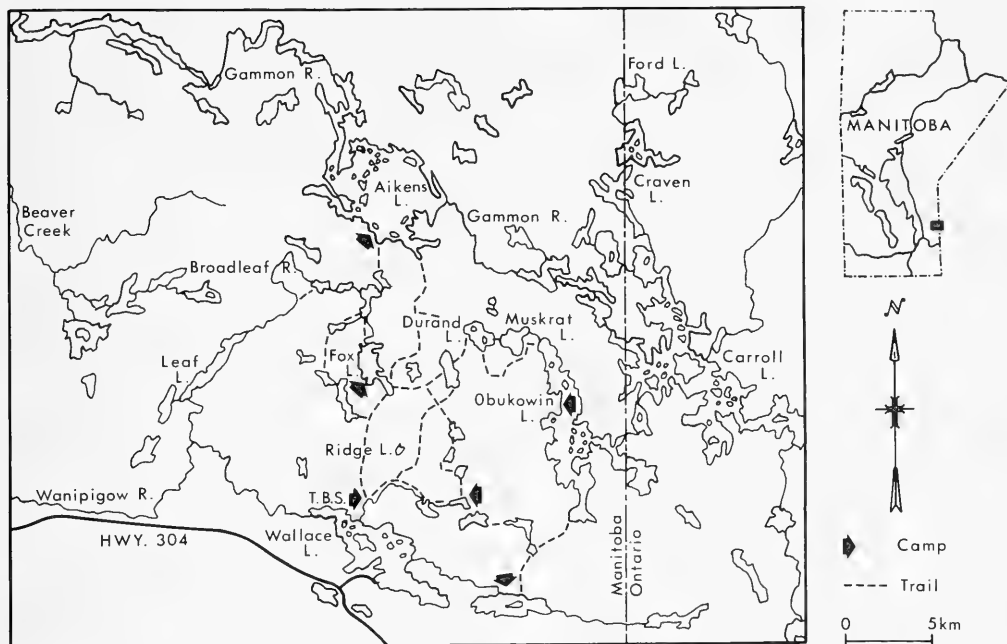 Gammon R.
Ford L.
Aikens
L.
Craven
L.
Beaver
Creek
Gammon R.
Broadleaf R.
Durand
L.
Muskrat
L.
Fox
L.
Leaf
L.
Carroll
L.
Obukowin
L.
Ridge L.
T.B.S.
Wanipigow R.
Wallace
L.
HWY. 304
Manitoba
Ontario
MANITOBA
N
Camp
Trail
0 5km